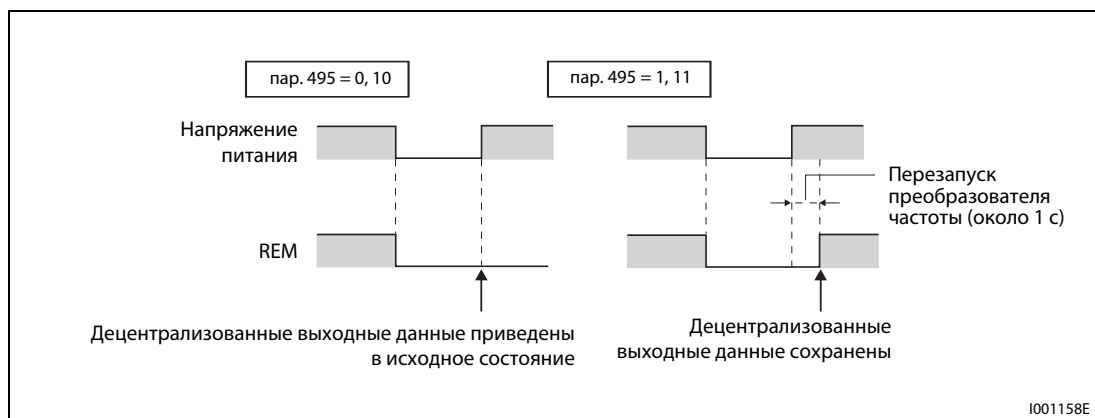 пар. 495 = 0, 10
пар. 495 = 1, 11
Напряжение
питания
Перезапуск
преобразователя
частоты (около 1 с)
REM
Децентрализованные выходные данные приведены
в исходное состояние
Децентрализованные
выходные данные сохранены
I001158E